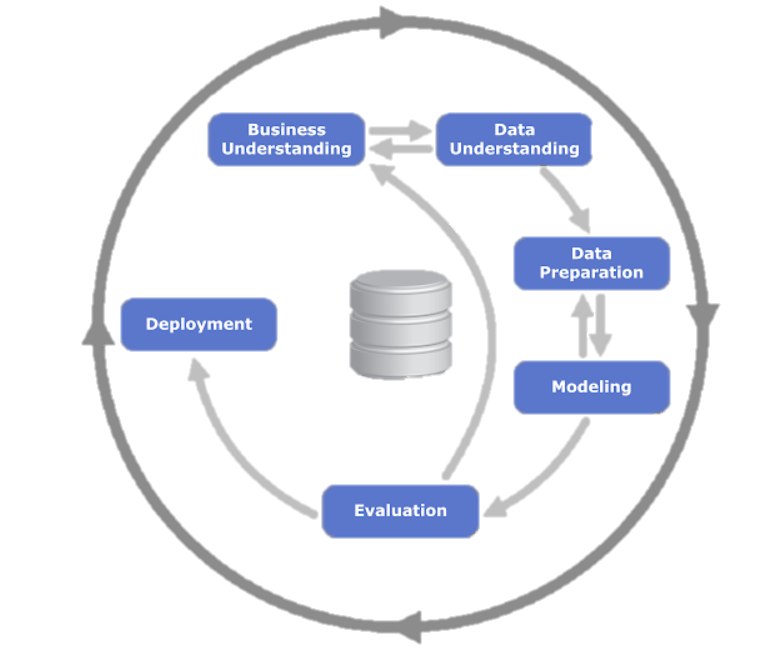 Business
Understanding
Data
Understanding
Data
Preparation
Deployment
Modeling
Evaluation